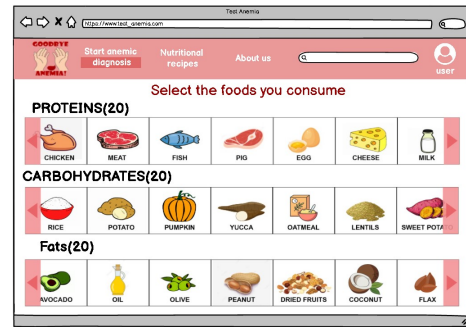 Test Anemia
https://www.test_anemia.com
GOODBYE
ANEMIA!
Start anemic
diagnosis
Nutritional
recipes
About us
user
Select the foods you consume
PROTEINS(20)
CHICKEN MEAT FISH PIG EGG CHEESE MILK
CARBOHYDRATES(20)
RICE POTATO PUMPKIN YUCCA OATMEAL LENTILS SWEET POTA
Fats(20)
AVOCADO OIL OLIVE PEANUT DRIED FRUITS COCONUT FLAX